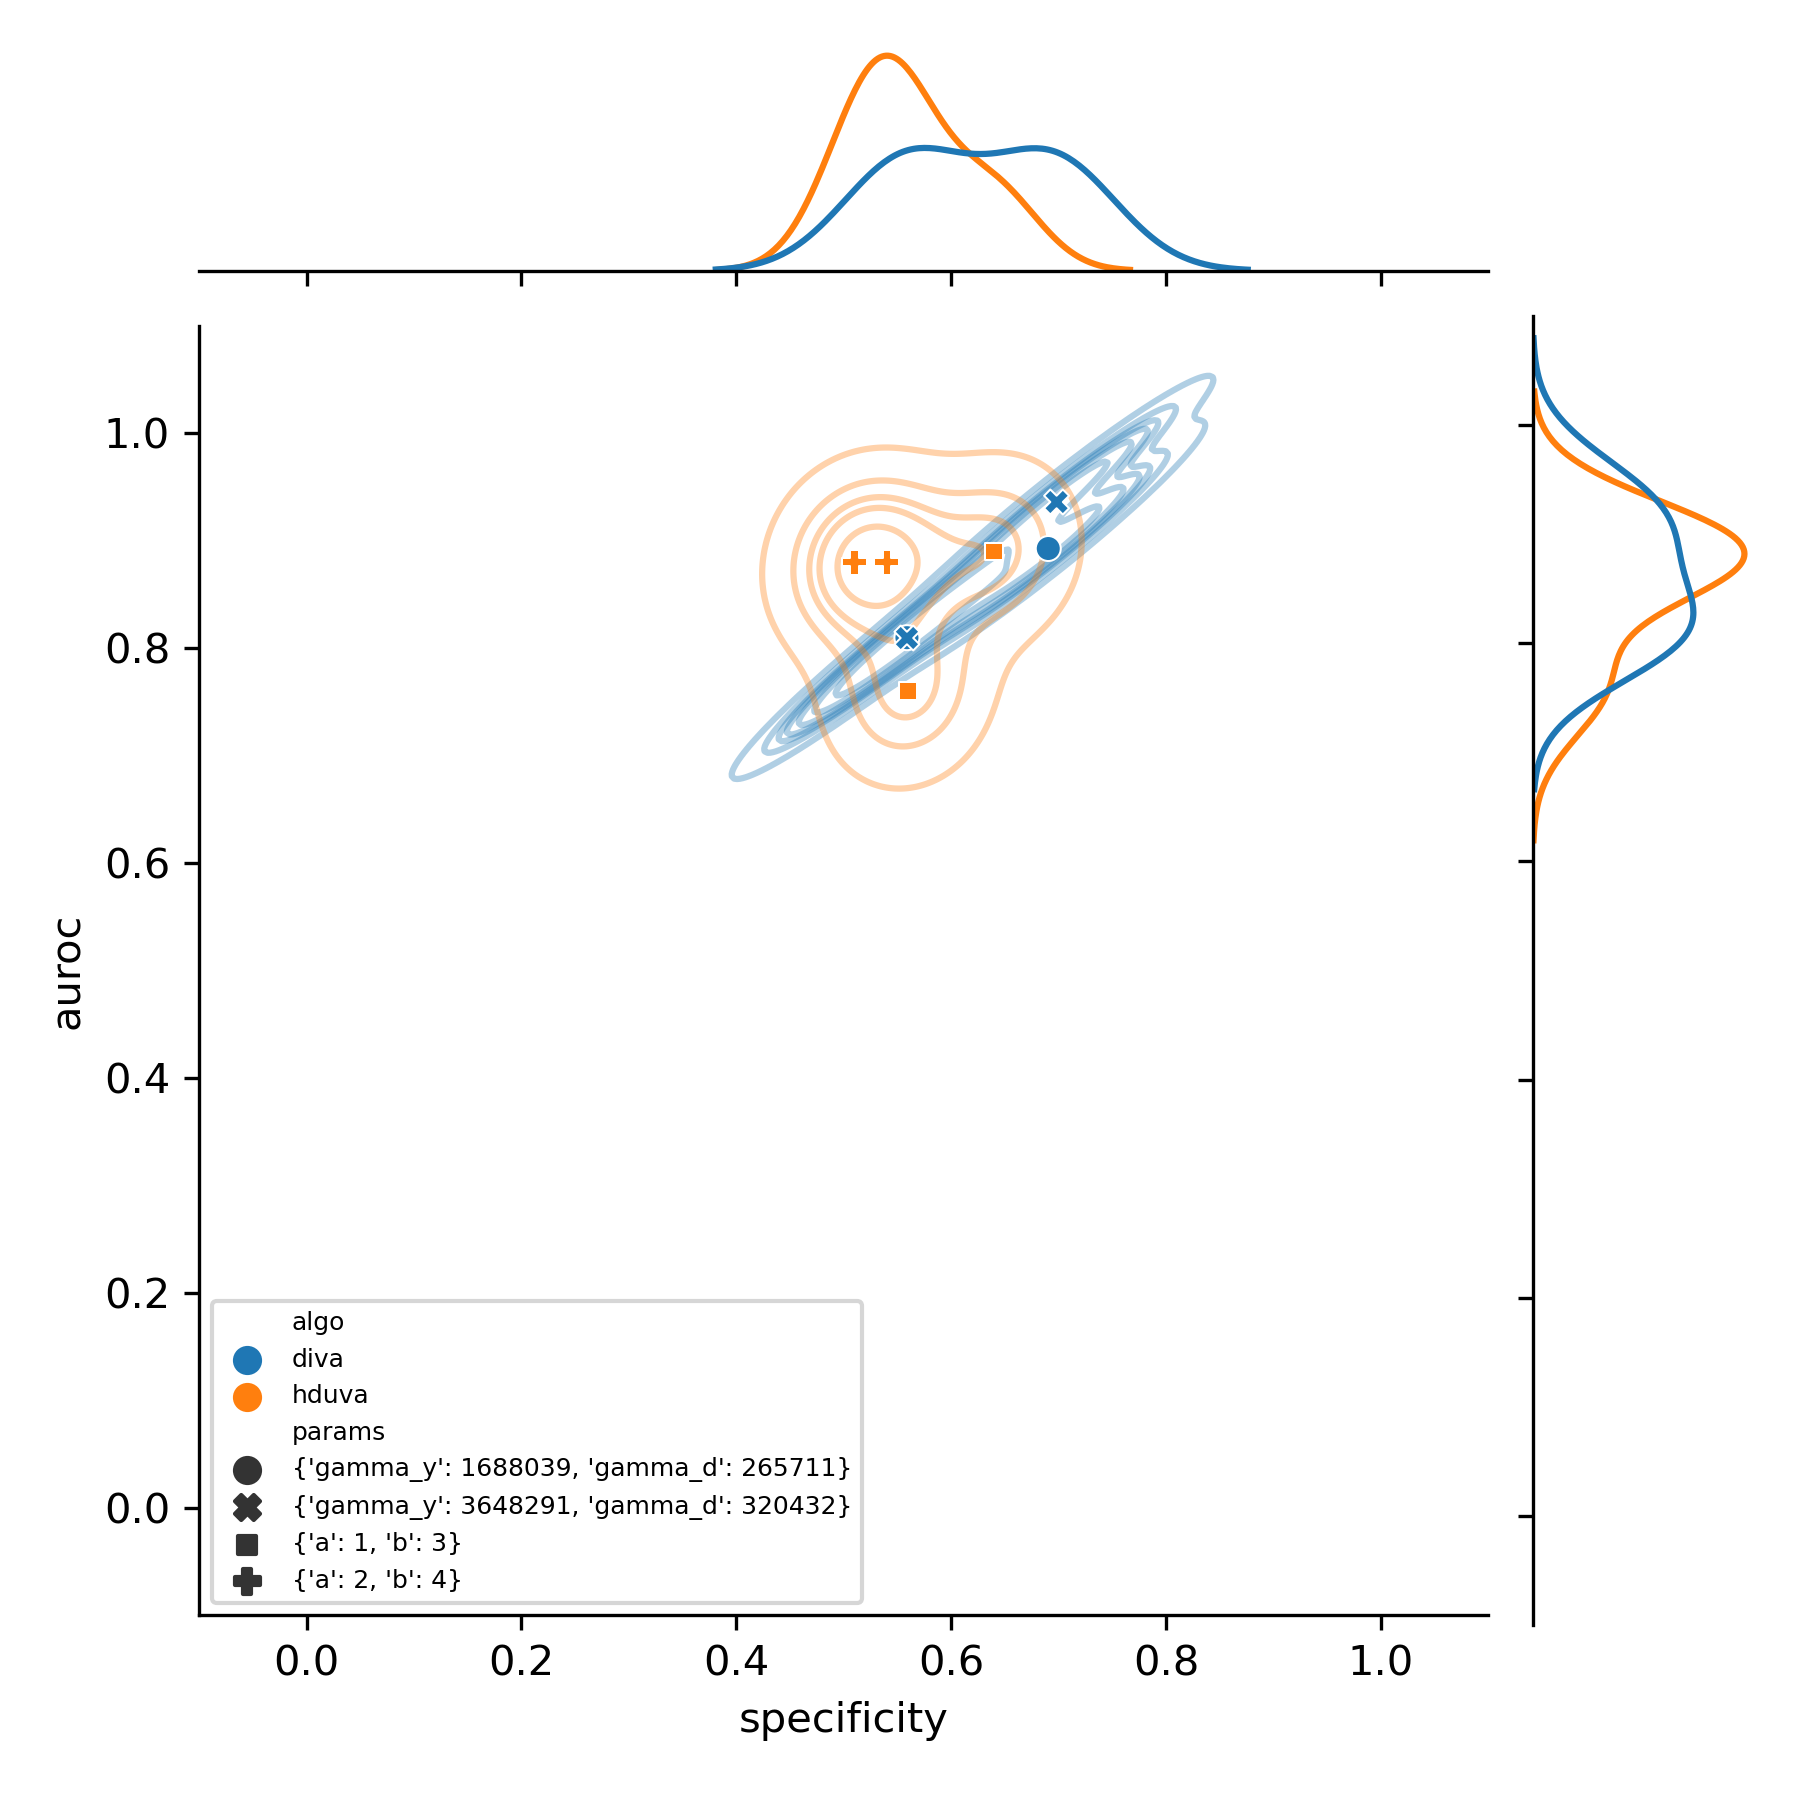 1.0
0.8
0.6
0.4
0.2
0.0
auroc
algo
diva
hduva
params
{'gamma_y': 1688039, 'gamma_d': 265711}
{'gamma_y': 3648291, 'gamma_d': 320432}
{'a': 1, 'b': 3}
{'a': 2, 'b': 4}
0.0 0.2 0.4 0.6 0.8 1.0
specificity